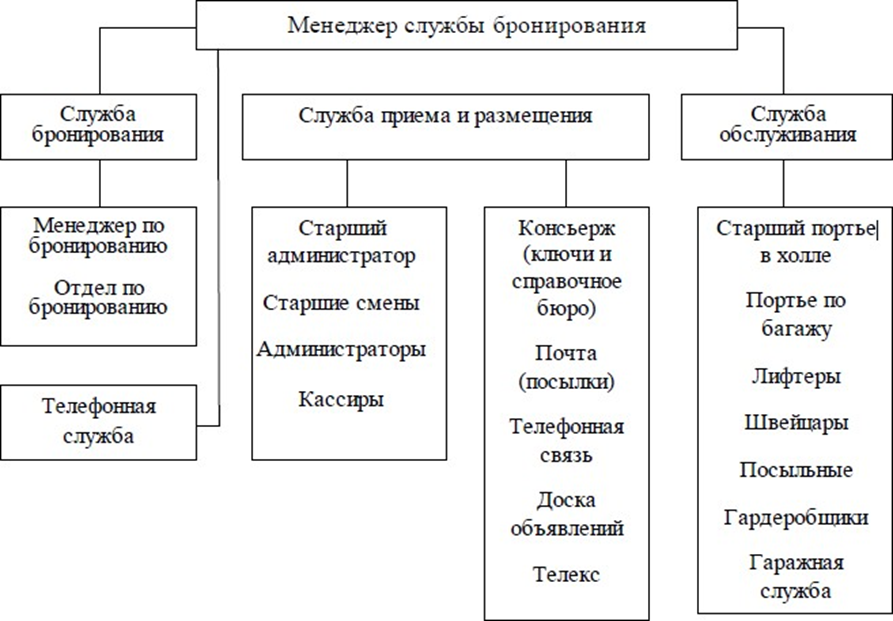 Менеджер службы бронирования
Служба
бронирования
Служба приема и размещения
Служба
обслуживания
Менеджер по
бронированию
Отдел по
бронированию
Телефонная
служба
Старший
администратор
Старшие смены
Администраторы
Кассиры
Консьерж
(ключи и
справочное
бюро)
Почта
(посылки)
Телефонная
связь
Доска
объявлений
Телекс
Старший портье
в холле
Портье по
багажу
Лифтеры
Швейцары
Посыльные
Гардеробщики
Гаражная
служба